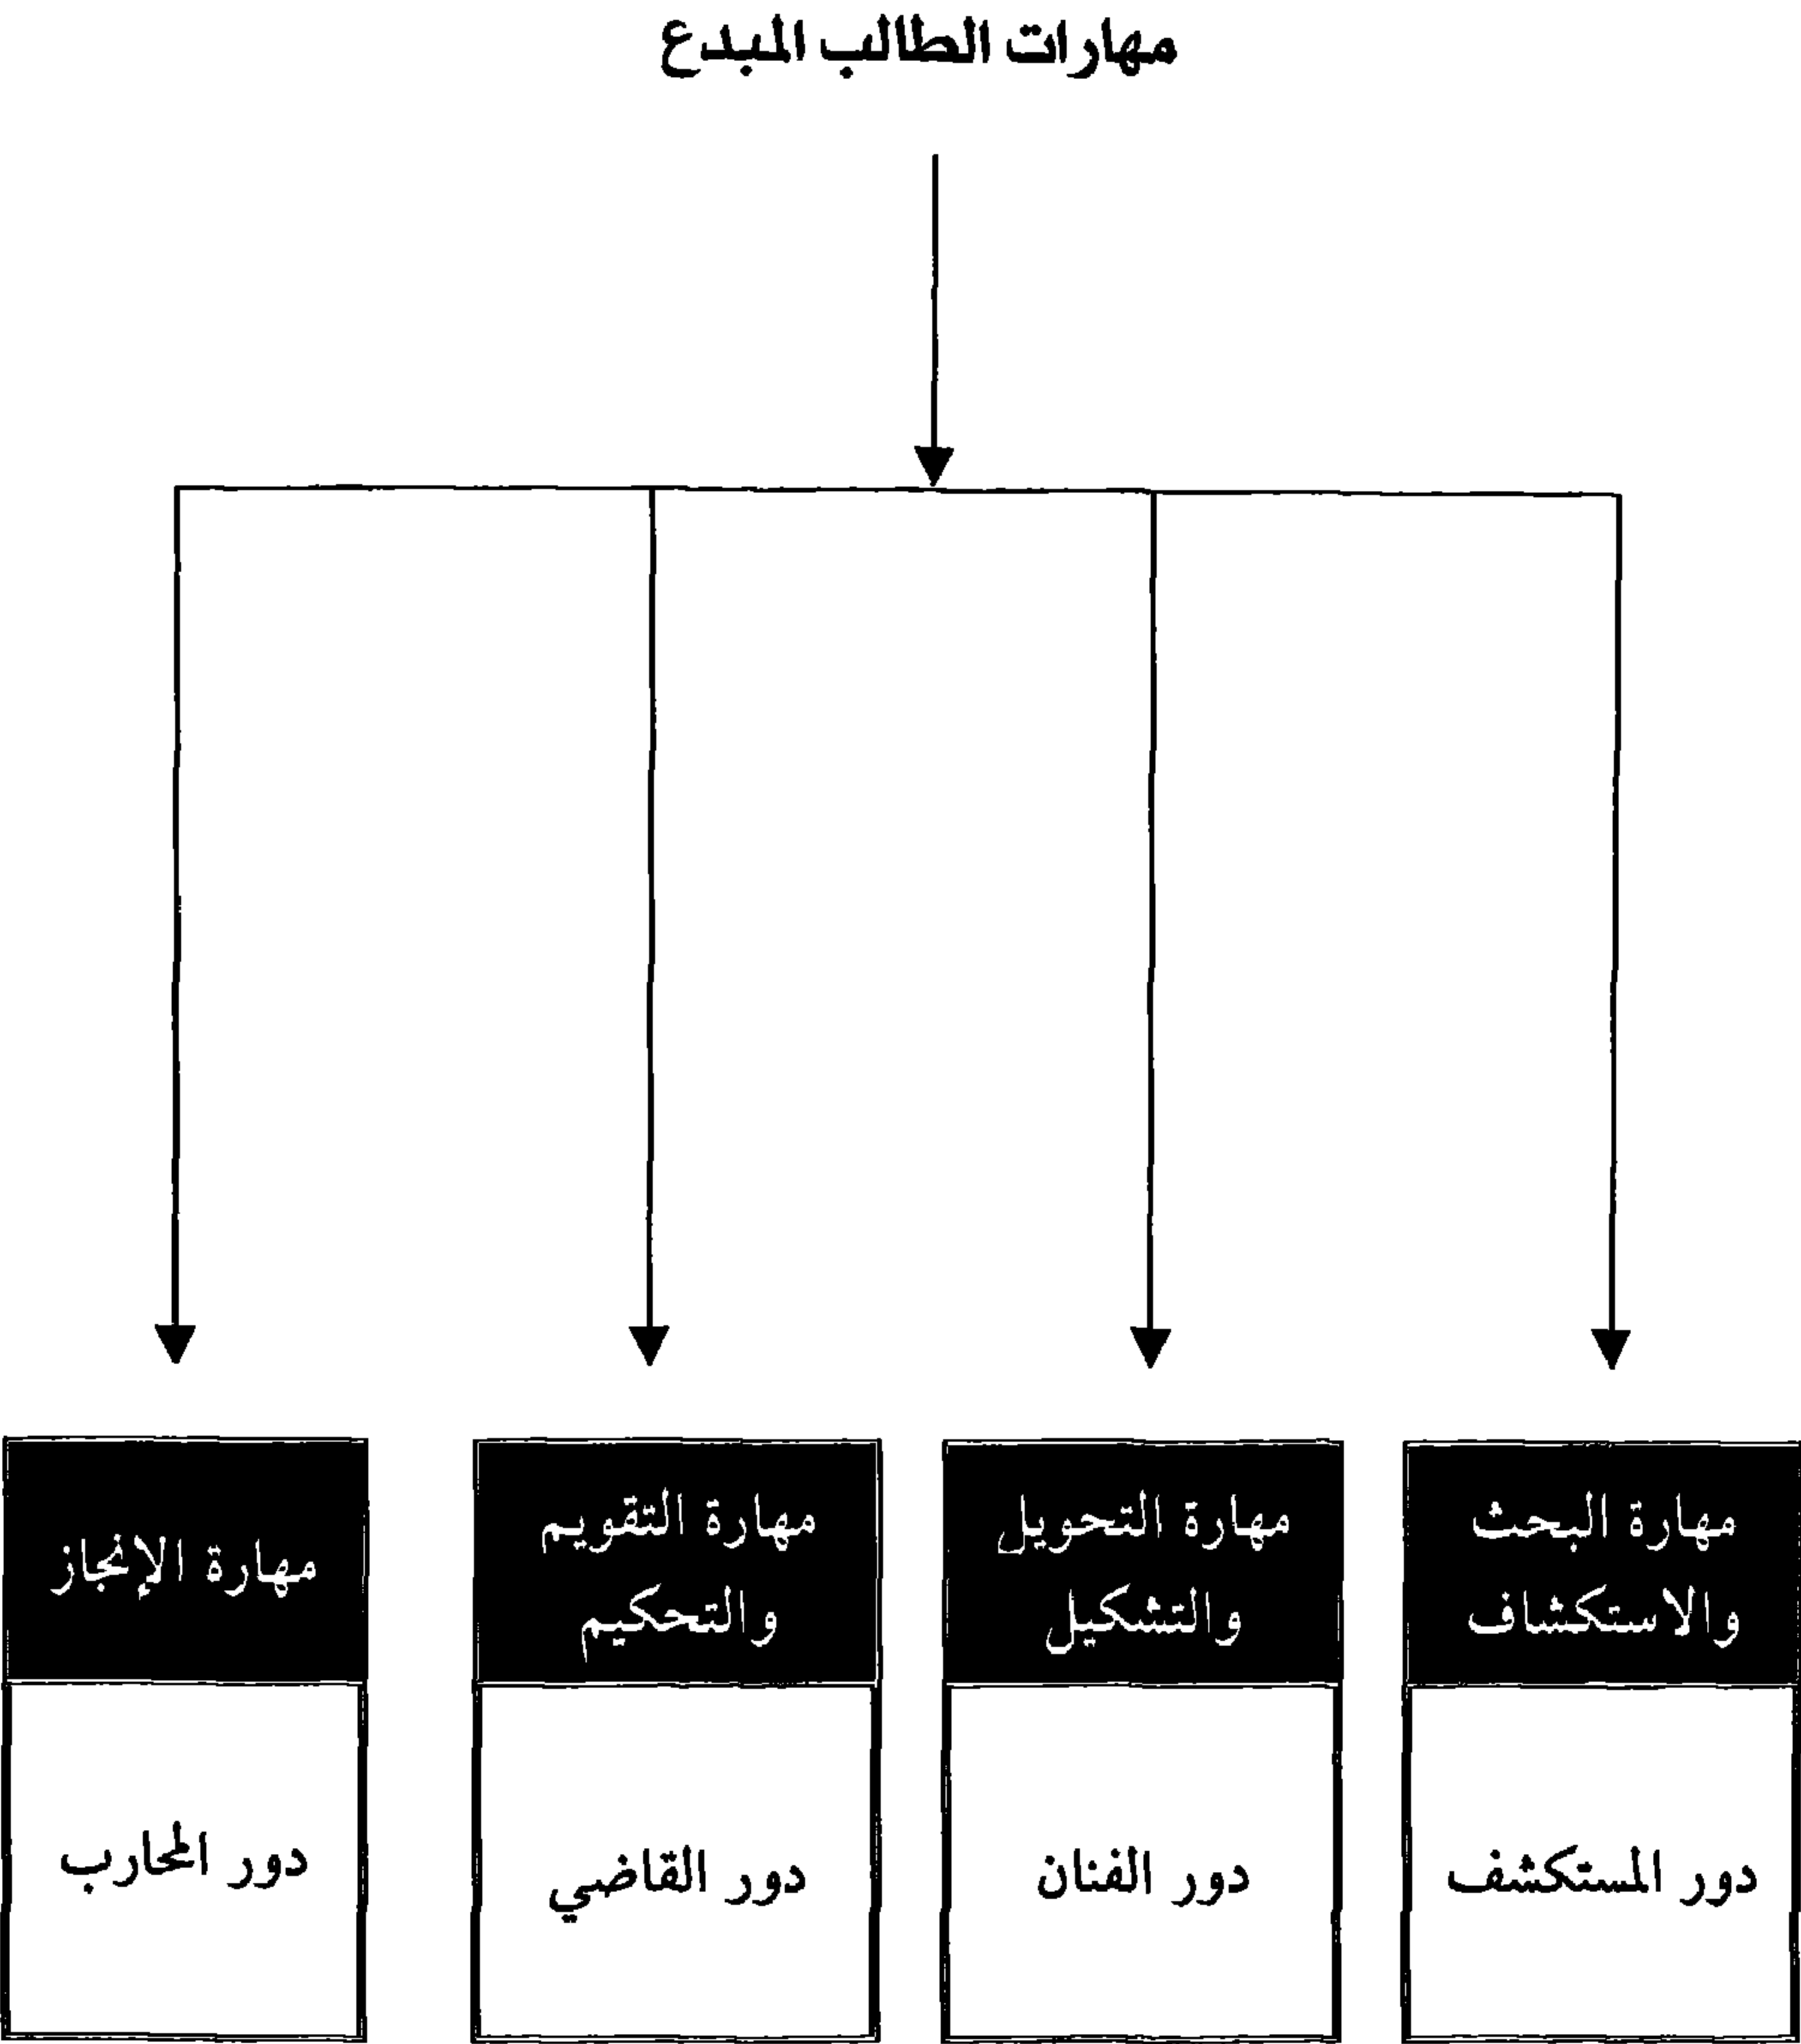 مهارات الطالب المبدع
مهارة البحث
والاستكشاف
دور المستكشف
مهارة التحويل
والتشكيل
دور الفنان
مهارة التقويم
والتحكيم
دور القاضي
مهارة الإنجاز
دور المحارب